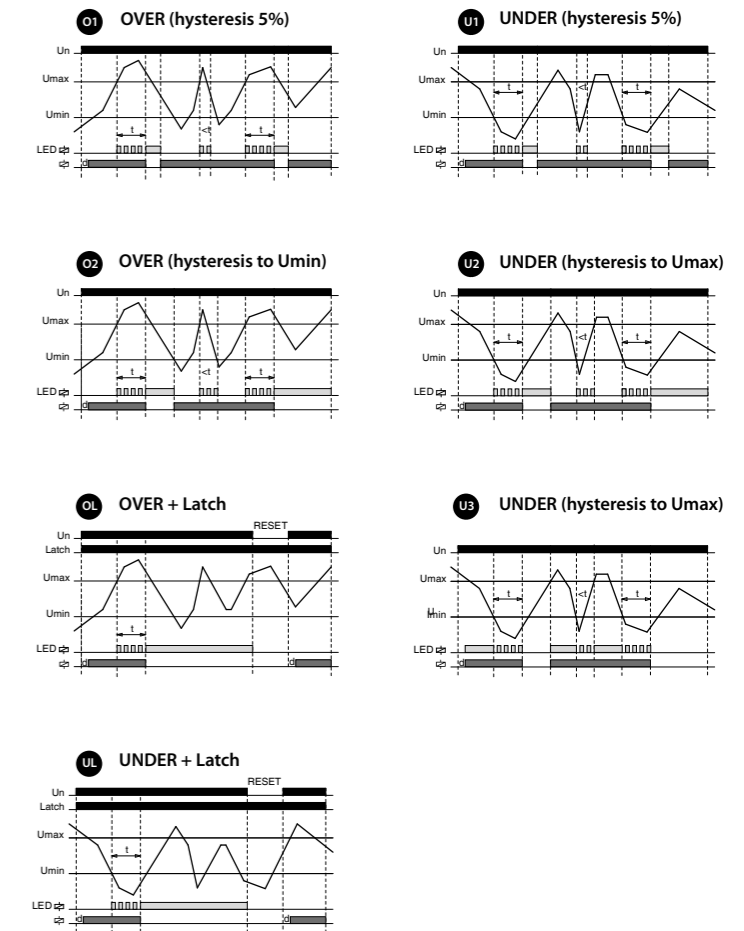 O1 OVER (hysteresis 5%)
Un
Umax
Umin
t
<t
t
LED
d
U1 UNDER (hysteresis 5%)
Un
Umax
t
<t
t
Umin
LED
d
O2 OVER (hysteresis to Umin)
Un
Umax
Umin
t
<t
t
LED
d
U2 UNDER (hysteresis to Umax)
Un
Umax
t
<t
t
Umin
LED
d
OL OVER + Latch
RESET
Un
Latch
Umax
Umin
t
LED
d
d
U3 UNDER (hysteresis to Umax)
Un
Umax
t
<t
t
Umin
LED
d
UL UNDER + Latch
RESET
Un
Latch
Umax
t
Umin
LED
d
d